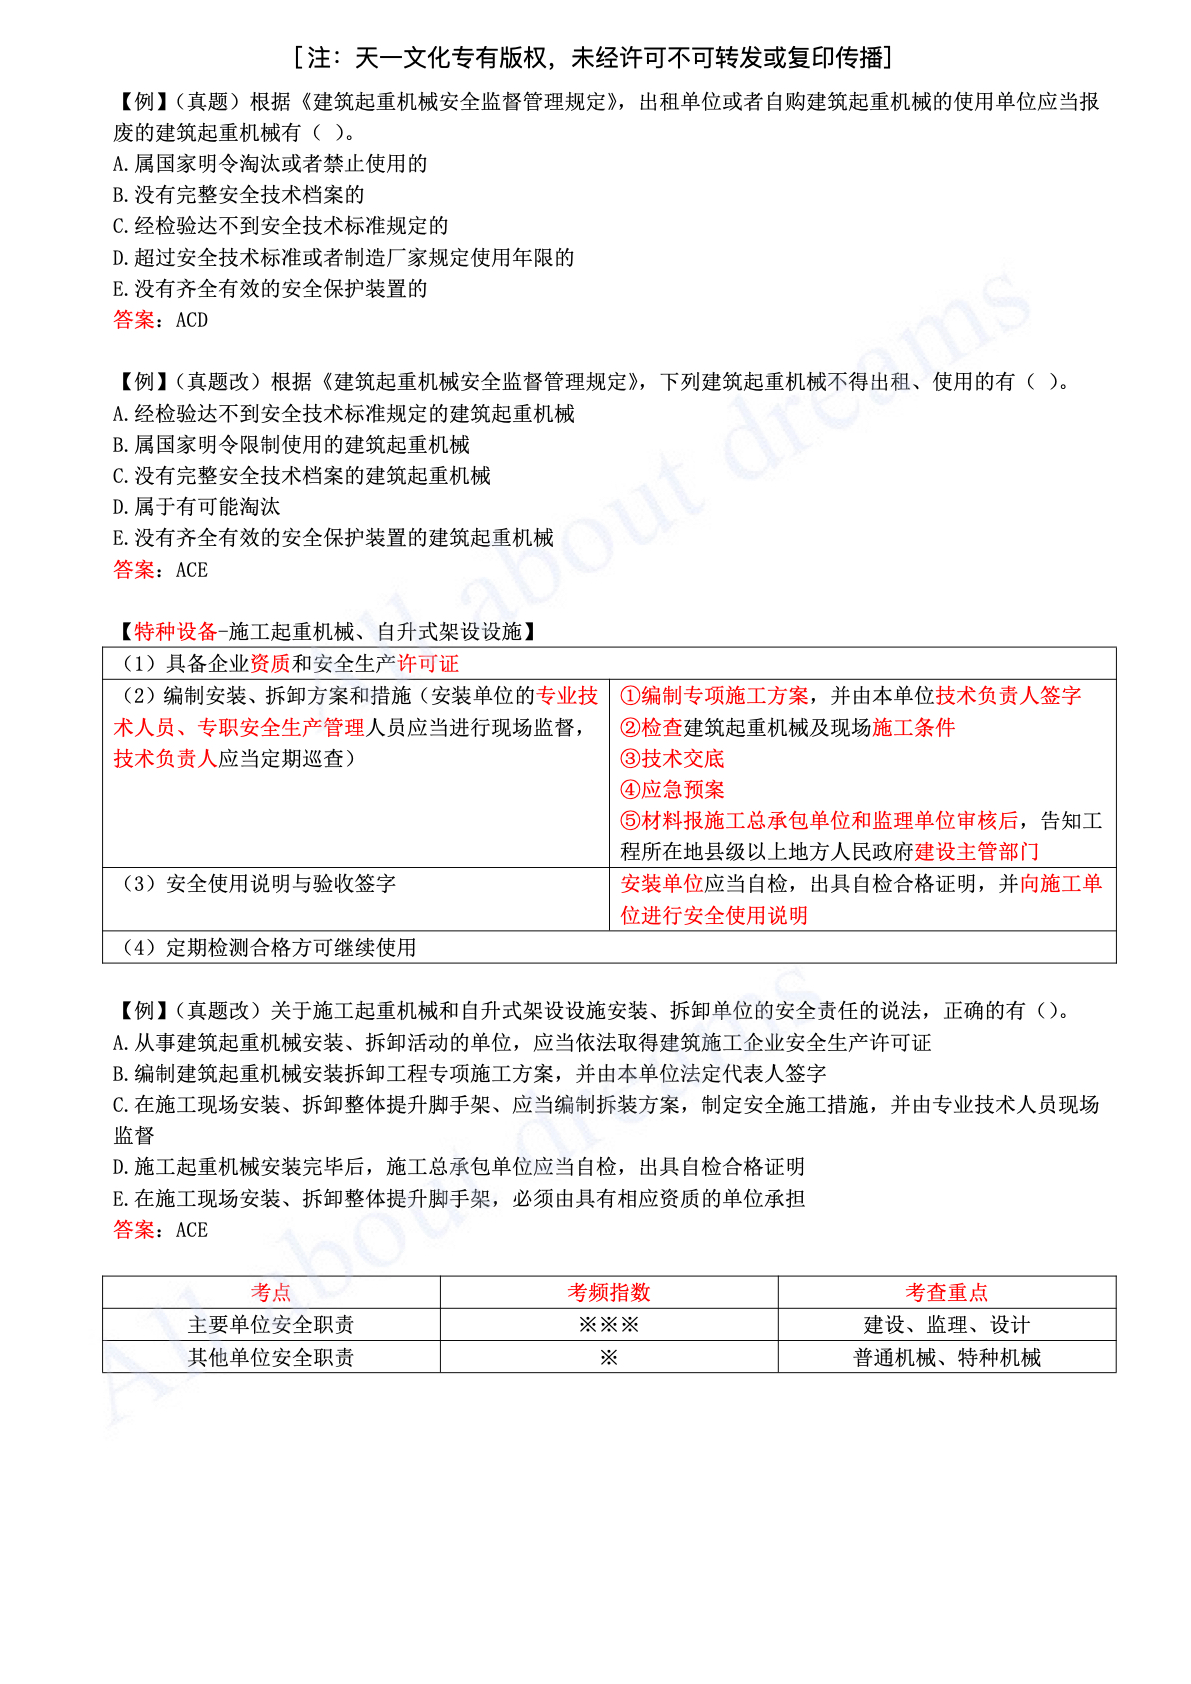 [注：天一文化专有版权，未经许可不可转发或复印传播]
【例】（真题）根据《建筑起重机械安全监督管理规定》，出租单位或者自购建筑起重机械的使用单位应当报
废的建筑起重机械有（ ）。
A.属国家明令淘汰或者禁止使用的
B.没有完整安全技术档案的
C.经检验达不到安全技术标准规定的
D.超过安全技术标准或者制造厂家规定使用年限的
E.没有齐全有效的安全保护装置的
答案：ACD
【例】（真题改）根据《建筑起重机械安全监督管理规定》，下列建筑起重机械不得出租、使用的有（ ）。
A.经检验达不到安全技术标准规定的建筑起重机械
B.属国家明令限制使用的建筑起重机械
C.没有完整安全技术档案的建筑起重机械
D.属于有可能淘汰
E.没有齐全有效的安全保护装置的建筑起重机械
答案：ACE
【特种设备-施工起重机械、自升式架设设施】
（1）具备企业资质和安全生产许可证
（2）编制安装、拆卸方案和措施（安装单位的专业技
术人员、专职安全生产管理人员应当进行现场监督，
技术负责人应当定期巡查）
①编制专项施工方案，并由本单位技术负责人签字
②检查建筑起重机械及现场施工条件
③技术交底
④应急预案
⑤材料报施工总承包单位和监理单位审核后，告知工
程所在地县级以上地方人民政府建设主管部门
（3）安全使用说明与验收签字
安装单位应当自检，出具自检合格证明，并向施工单
位进行安全使用说明
（4）定期检测合格方可继续使用
【例】（真题改）关于施工起重机械和自升式架设设施安装、拆卸单位的安全责任的说法，正确的有（）。
A.从事建筑起重机械安装、拆卸活动的单位，应当依法取得建筑施工企业安全生产许可证
B.编制建筑起重机械安装拆卸工程专项施工方案，并由本单位法定代表人签字
C.在施工现场安装、拆卸整体提升脚手架、应当编制拆装方案，制定安全施工措施，并由专业技术人员现场
监督
D.施工起重机械安装完毕后，施工总承包单位应当自检，出具自检合格证明
E.在施工现场安装、拆卸整体提升脚手架，必须由具有相应资质的单位承担
答案：ACE
考点 考频指数 考查重点
主要单位安全职责 ※※※ 建设、监理、设计
其他单位安全职责 ※ 普通机械、特种机械
All about dreams
All about dreams